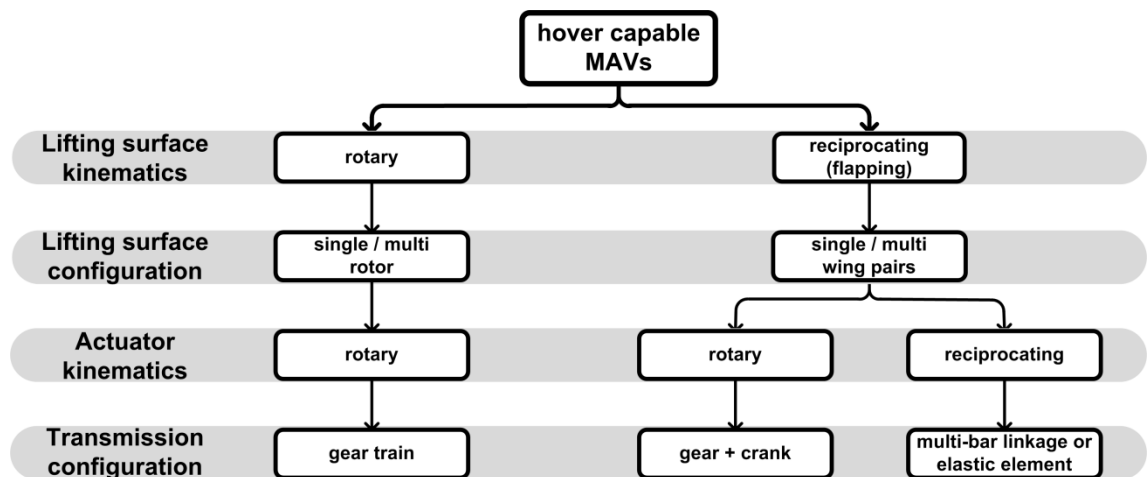 hover capable
MAVs
Lifting surface
kinematics
rotary
reciprocating
(flapping)
Lifting surface
configuration
single / multi
rotor
single / multi
wing pairs
Actuator
kinematics
rotary
rotary
reciprocating
Transmission
configuration
gear train
gear + crank
multi-bar linkage or
elastic element